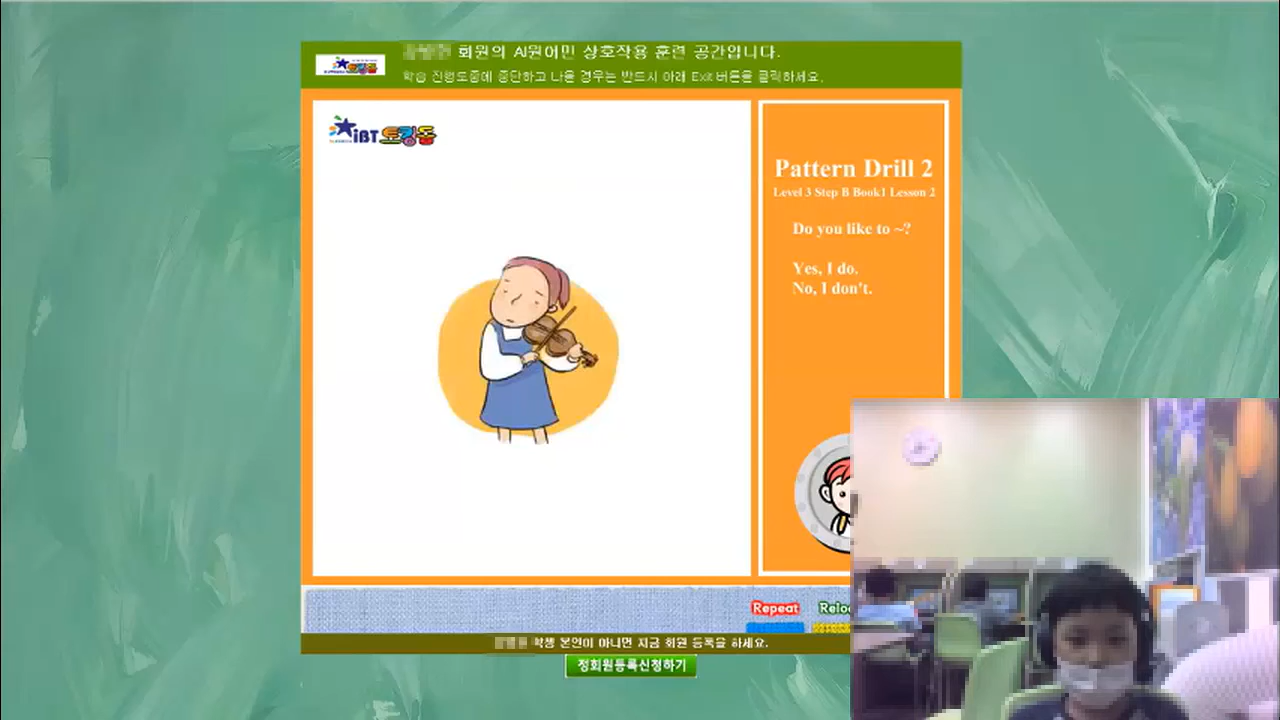 회원의 AI원어민 상호작용 훈련 공간입니다.
학습 진행도중에 중단하고 나올 경우는 반드시 아래 Exit 버튼을 클릭하세요.
iBT 토킹돌
Pattern Drill 2
Level 3 Step B Book1 Lesson 2
Do you like to ~?
Yes, I do.
No, I don't.
Repeat
학생 본인이 아니면 지금 회원 등록을 하세요.
정회원등록신청하기